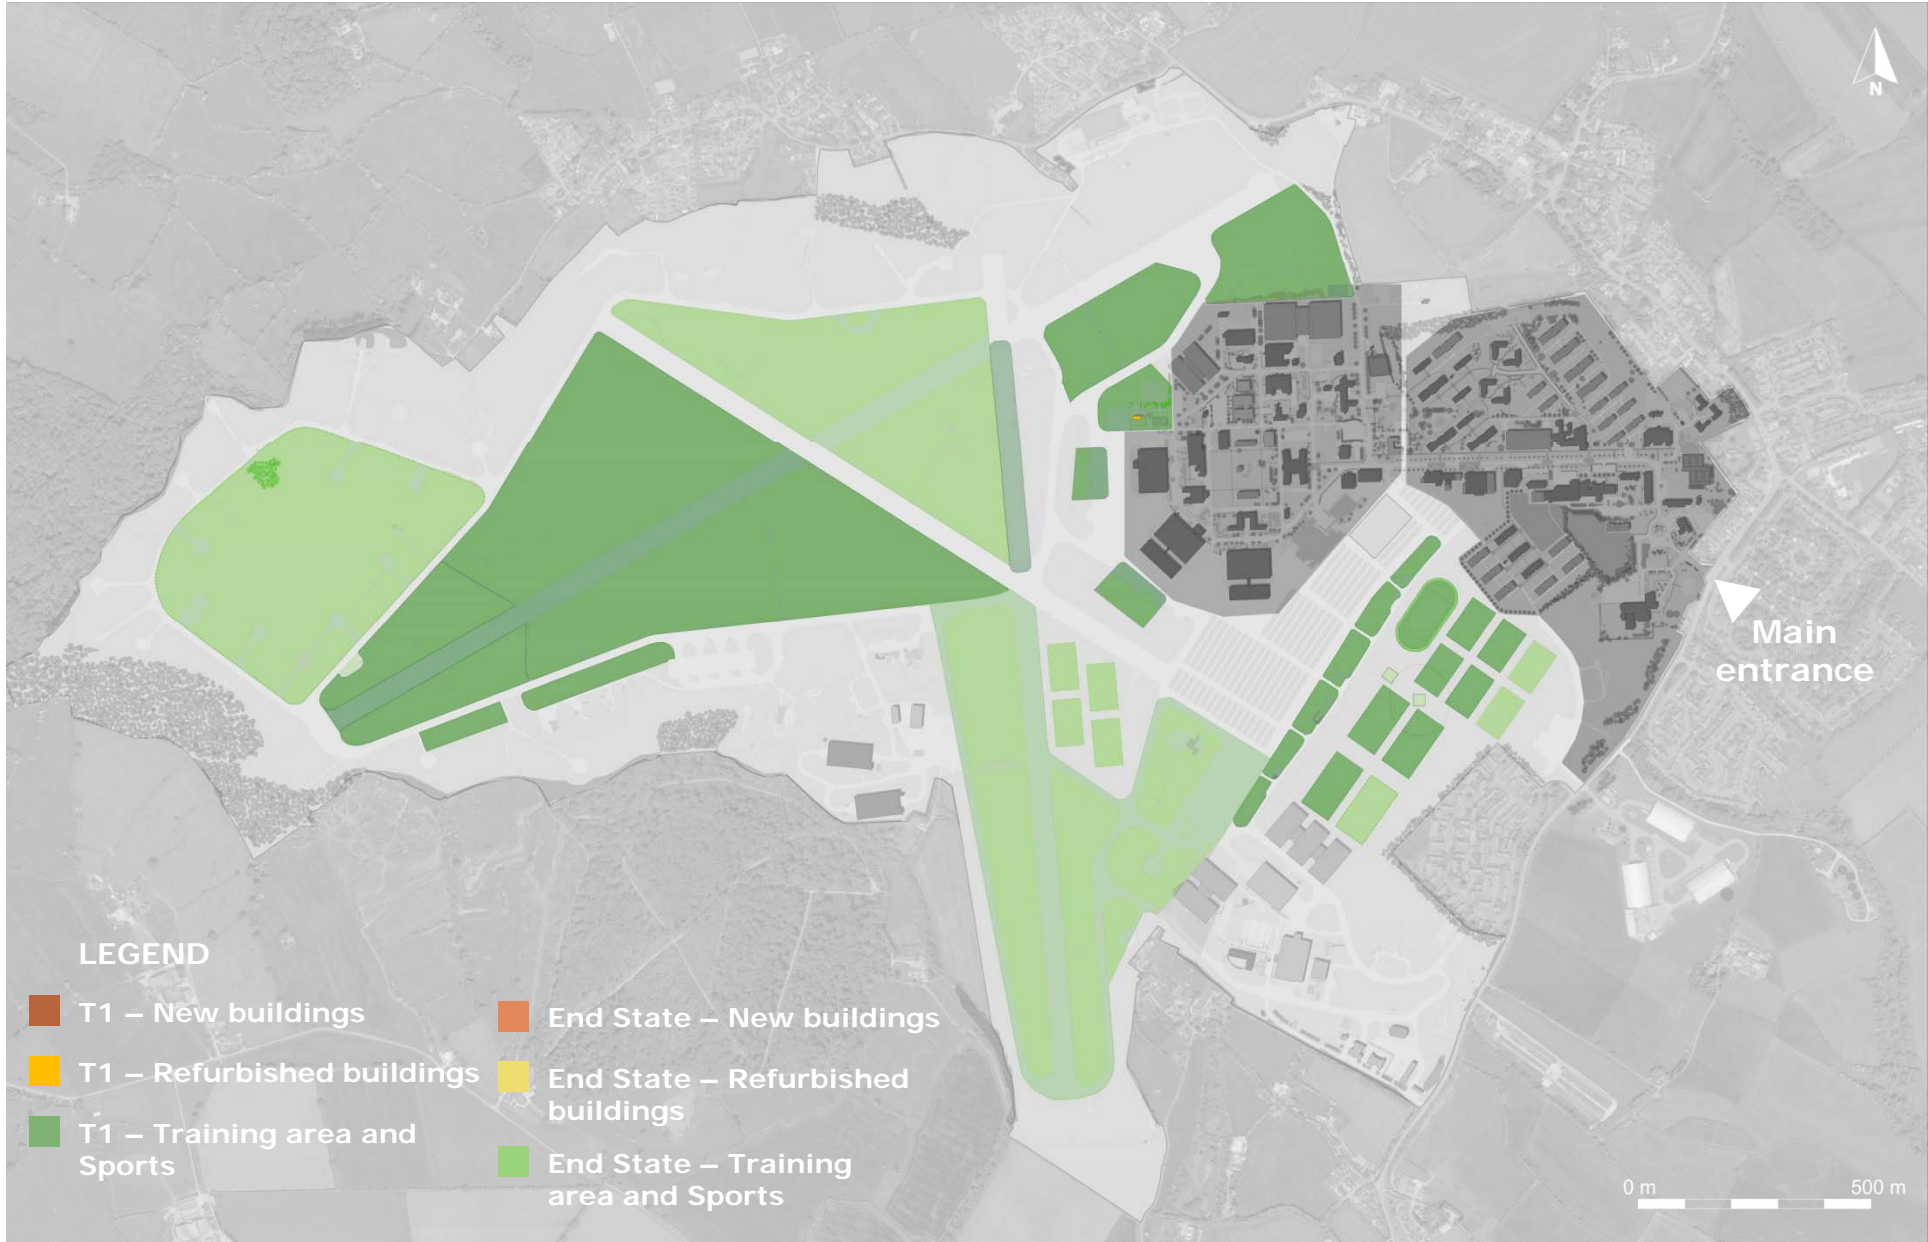 N
Main
entrance
LEGEND
T1 – New buildings
T1 – Refurbished buildings
T1 – Training area and
Sports
End State – New buildings
End State – Refurbished
buildings
End State – Training
area and Sports
0 m
500 m